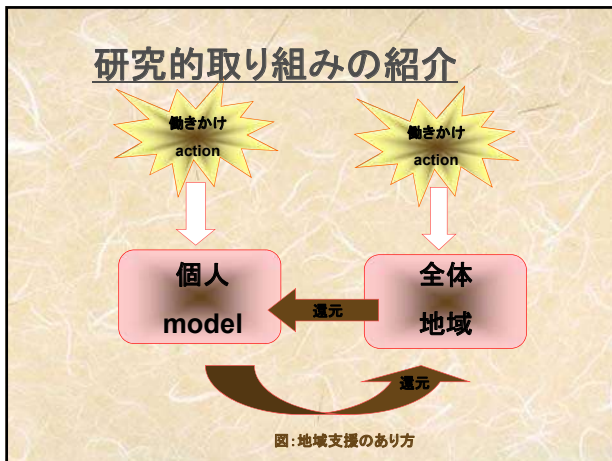 研究的取り組みの紹介
働きかけ
action
働きかけ
action
個人
model
全体
地域
還元
還元
図:地域支援のあり方